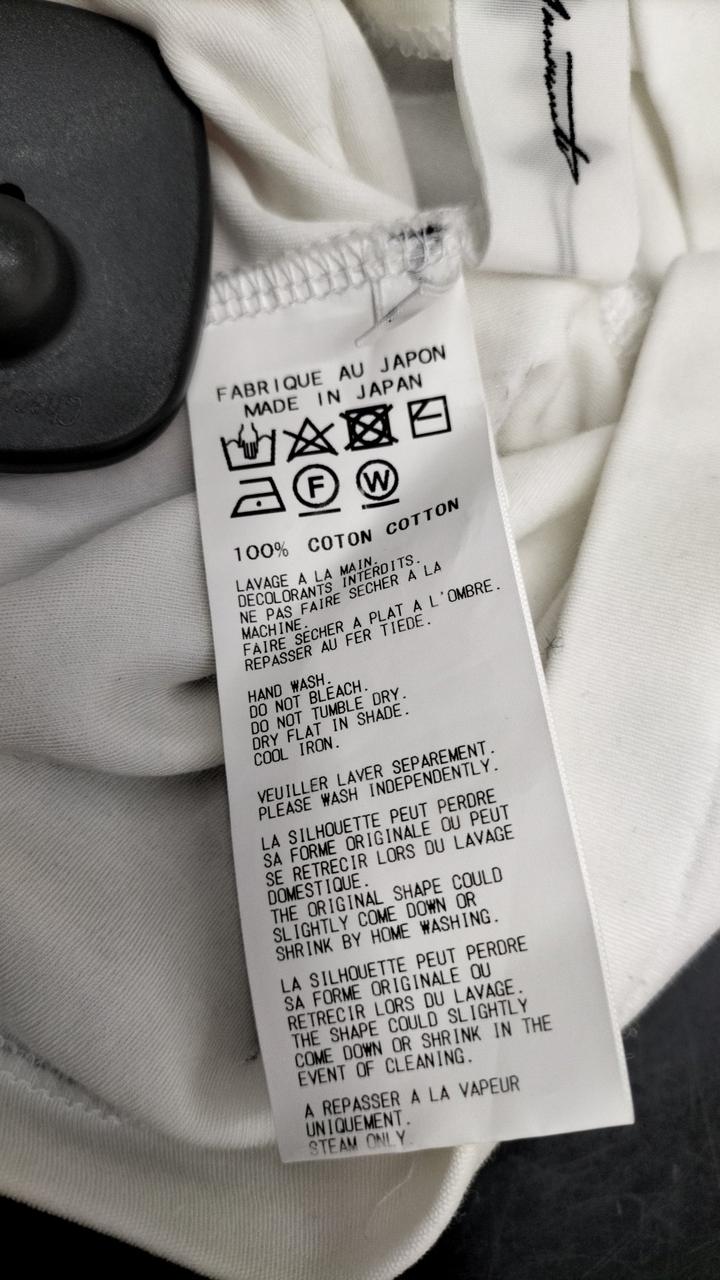 FABRIQUE AU JAPON
MADE IN JAPAN
F W
100% COTON COTTON
LAVAGE A LA MAIN.
DECOLORANTS INTERDITS.
NE PAS FAIRE SECHER A LA
MACHINE.
FAIRE SECHER A PLAT A L'OMBRE.
REPASSER AU FER TIEDE.
HAND WASH.
DO NOT BLEACH.
DO NOT TUMBLE DRY.
DRY FLAT IN SHADE.
COOL IRON.
VEUILLER LAVER SEPAREMENT.
PLEASE WASH INDEPENDENTLY.
LA SILHOUETTE PEUT PERDRE
SA FORME ORIGINALE OU PEUT
SE RETRECIR LORS DU LAVAGE
DOMESTIQUE.
THE ORIGINAL SHAPE COULD
SLIGHTLY COME DOWN OR
SHRINK BY HOME WASHING.
LA SILHOUETTE PEUT PERDRE
SA FORME ORIGINALE OU
RETRECIR LORS DU LAVAGE.
THE SHAPE COULD SLIGHTLY
COME DOWN OR SHRINK IN THE
EVENT OF CLEANING.
A REPASSER A LA VAPEUR
UNIQUEMENT.
STEAM ONLY.